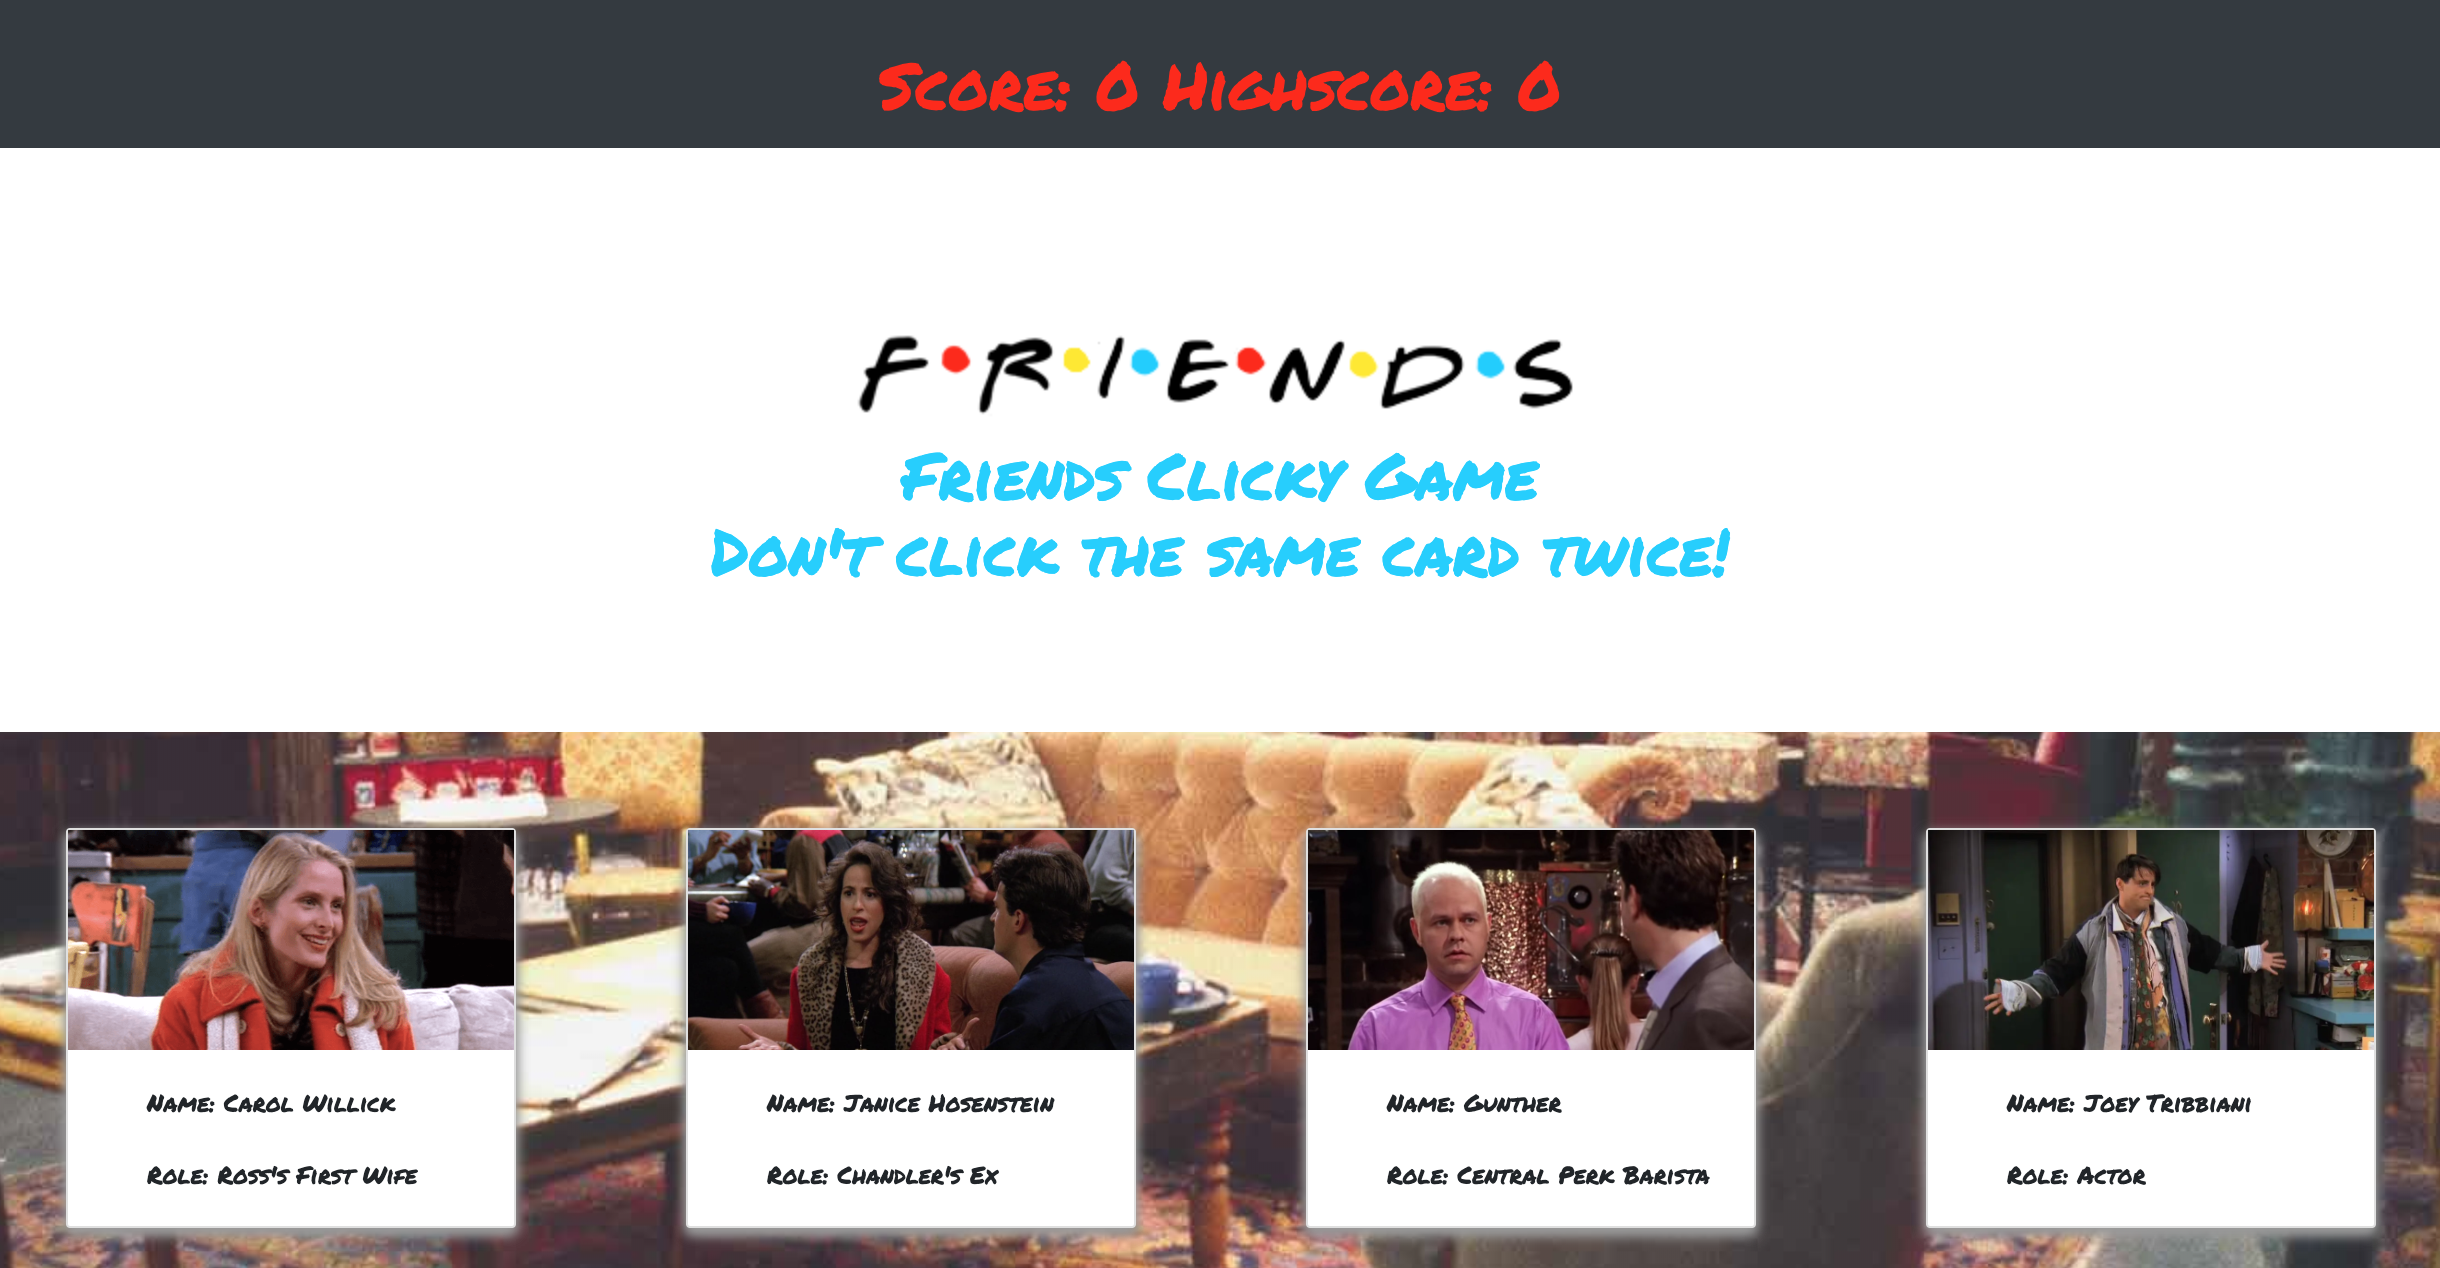 Score: 0 Highscore: 0
F•R•I•E•N•D•S
Friends Clicky Game
Don't click the same card twice!
Name: Carol Willick
Role: Ross's First Wife
Name: Janice Hosenstein
Role: Chandler's Ex
Name: Gunther
Role: Central Perk Barista
Name: Joey Tribbiani
Role: Actor